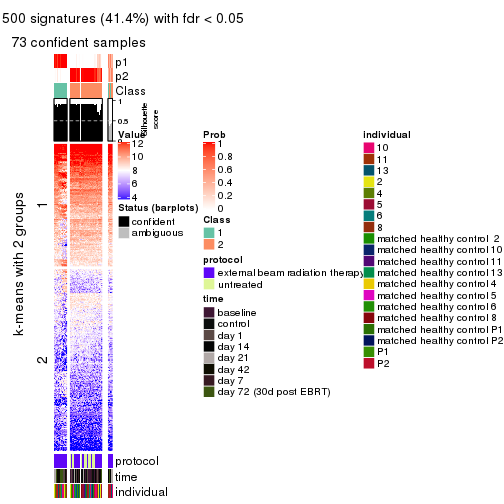 500 signatures (41.4%) with fdr < 0.05
73 confident samples
p1
p2
Class
1
0.5
0
Silhouette
score
k-means with 2 groups
1
2
protocol
time
individual
Value
12
10
8
6
4
Status (barplots)
confident
ambiguous
Prob
1
0.8
0.6
0.4
0.2
0
Class
1
2
protocol
external beam radiation therapy
untreated
time
baseline
control
day 1
day 14
day 21
day 42
day 7
day 72 (30d post EBRT)
individual
10
11
13
2
4
5
6
8
matched healthy control 2
matched healthy control 10
matched healthy control 11
matched healthy control 13
matched healthy control 4
matched healthy control 5
matched healthy control 6
matched healthy control 8
matched healthy control P1
matched healthy control P2
P1
P2